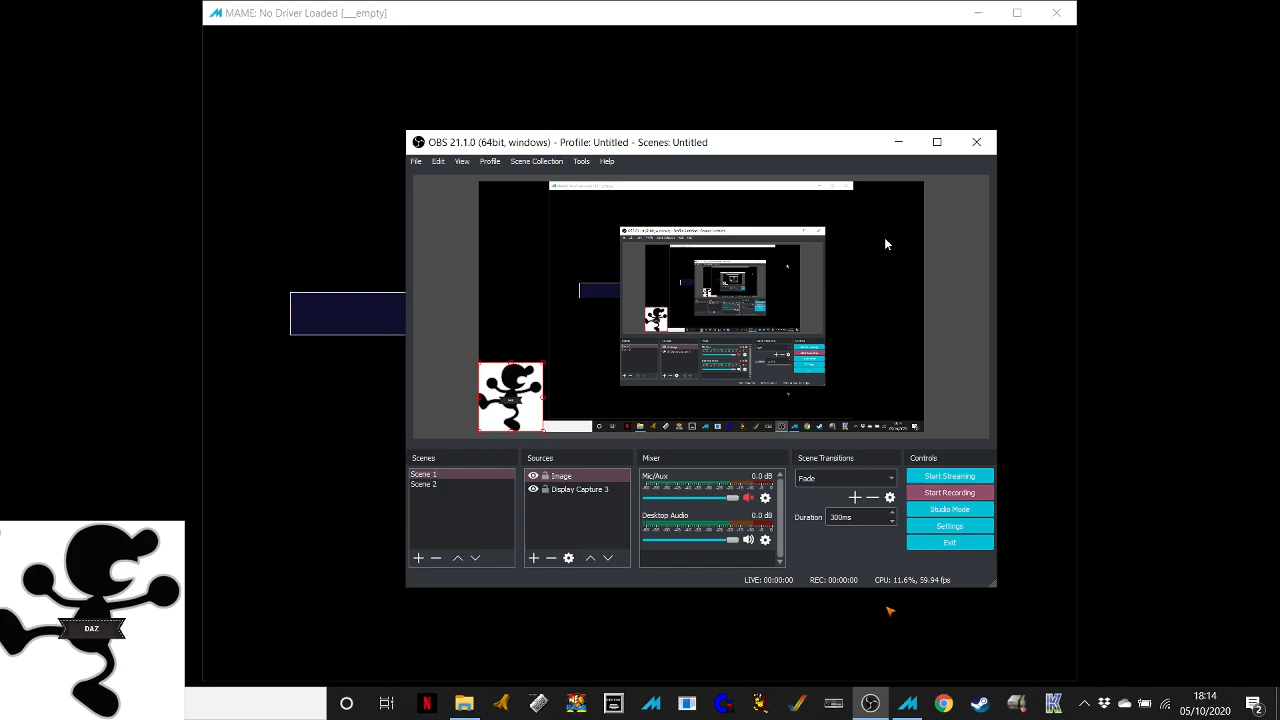 MAME: No Driver Loaded [__empty]
OBS 21.1.0 (64bit, windows) - Profile: Untitled - Scenes: Untitled
File Edit View Profile Scene Collection Tools Help
Scenes
Scene 1
Scene 2
Sources
Image
Display Capture 3
Mixer
Mic/Aux 0.0 dB
Desktop Audio 0.0 dB
Scene Transitions
Fade
Duration 300ms
Controls
Start Streaming
Start Recording
Studio Mode
Settings
Exit
LIVE: 00:00:00 REC: 00:00:00 CPU: 11.6%, 59.94 fps
DAZ
18:14
05/10/2020